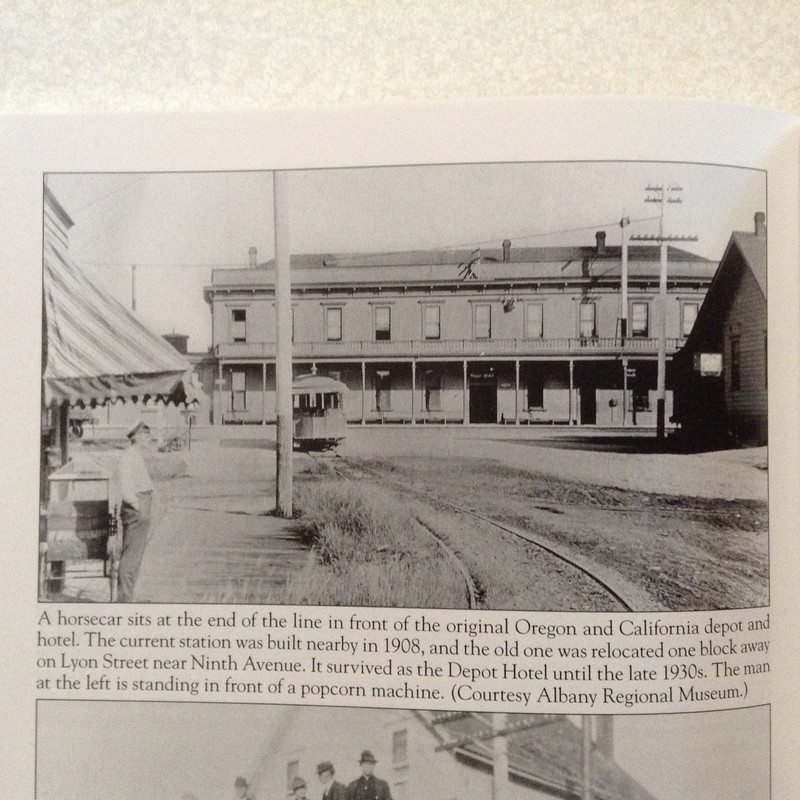 A horsecar sits at the end of the line in front of the original Oregon and California depot and
hotel. The current station was built nearby in 1908, and the old one was relocated one block away
on Lyon Street near Ninth Avenue. It survived as the Depot Hotel until the late 1930s. The man
at the left is standing in front of a popcorn machine. (Courtesy Albany Regional Museum.)